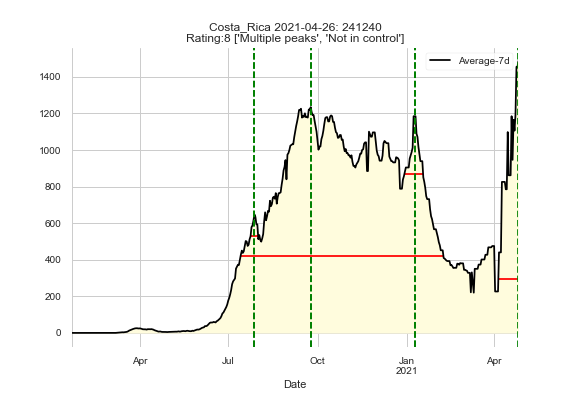 Costa_Rica 2021-04-26: 241240
Rating:8 ['Multiple peaks', 'Not in control']
Average-7d
1400
1200
1000
800
600
400
200
0
Apr
Jul
Oct
Jan
2021
Apr
Date